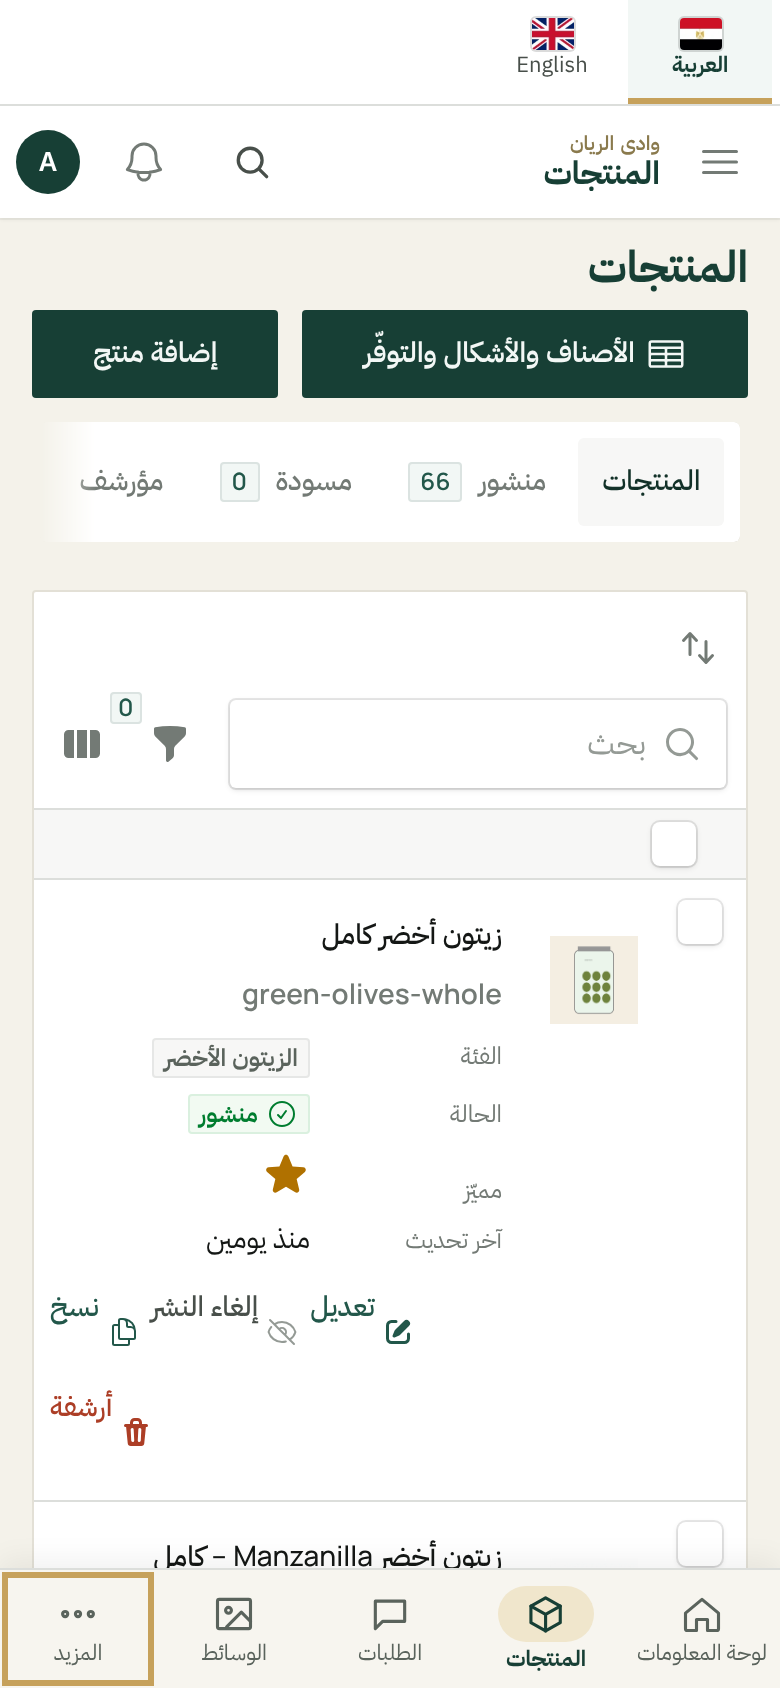 العربية
English
وادى الريان
المنتجات
A
المنتجات
الأصناف والأشكال والتوفّر
إضافة منتج
المنتجات
منشور 66
مسودة 0
مؤرشف
0
بحث
زيتون أخضر كامل
green-olives-whole
الفئة الزيتون الأخضر
الحالة منشور
مميّز
آخر تحديث منذ يومين
تعديل إلغاء النشر نسخ
أرشفة
زيتون أخضر Manzanilla – كامل
لوحة المعلومات
المنتجات
الطلبات
الوسائط
المزيد